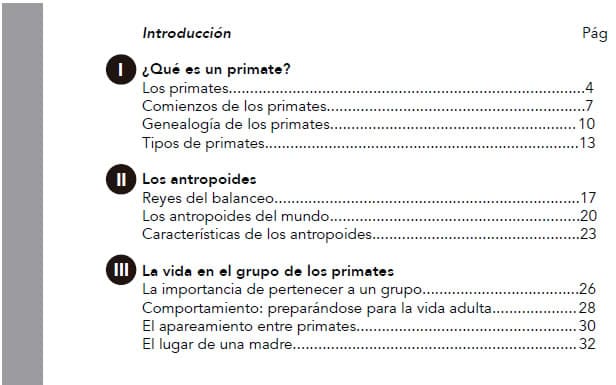 Introducción Pág
I ¿Qué es un primate?
Los primates................................................................................4
Comienzos de los primates..........................................................7
Genealogía de los primates.......................................................10
Tipos de primates......................................................................13
II Los antropoides
Reyes del balanceo....................................................................17
Los antropoides del mundo........................................................20
Características de los antropoides..............................................23
III La vida en el grupo de los primates
La importancia de pertenecer a un grupo...................................26
Comportamiento: preparándose para la vida adulta...................28
El apareamiento entre primates..................................................30
El lugar de una madre................................................................32